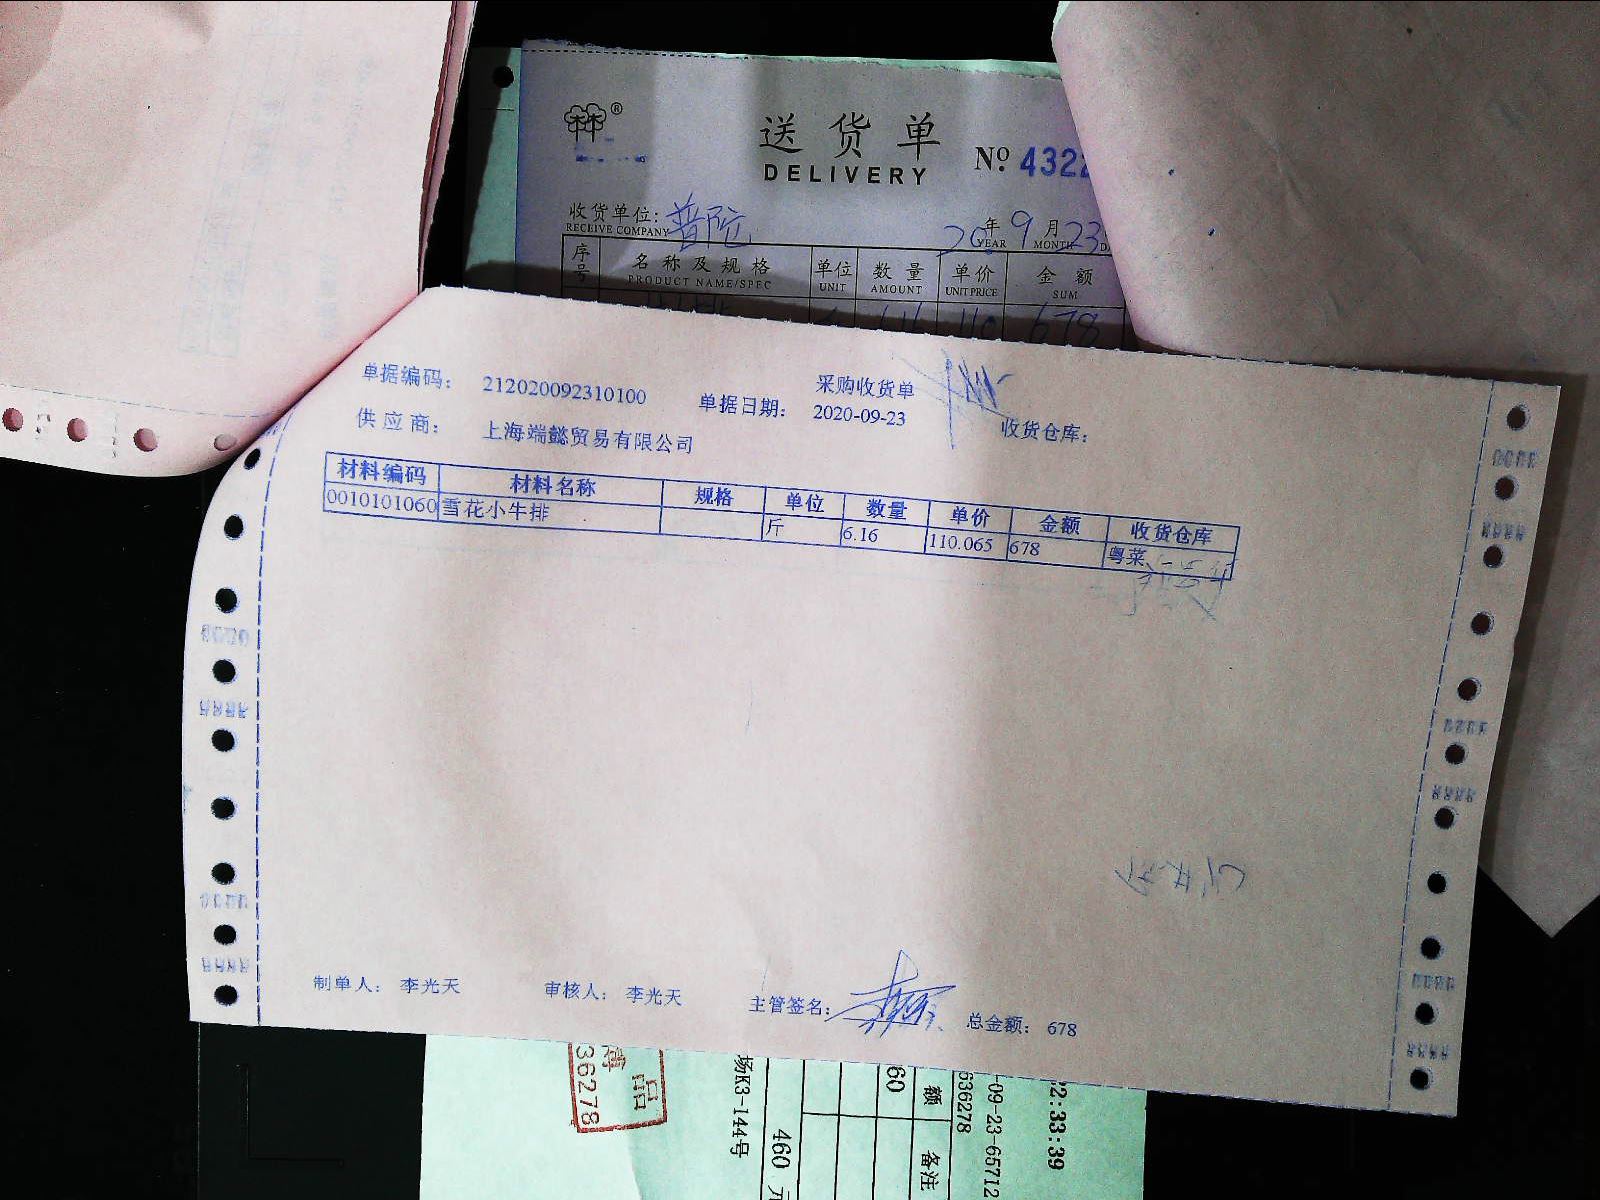 送货单
DELIVERY
No. 4322
收货单位: 普陀
RECEIVE COMPANY
20年 9月 23
YEAR MONTH
序号 名称及规格 单位 数量 单价 金额
PRODUCT NAME/SPEC UNIT AMOUNT UNIT PRICE SUM
616 110 678
采购收货单
单据编码: 212020092310100 单据日期: 2020-09-23 收货仓库:
供应商: 上海端懿贸易有限公司
材料编码 材料名称 规格 单位 数量 单价 金额 收货仓库
0010101060 雪花小牛排 斤 6.16 110.065 678 粤菜
制单人: 李光天 审核人: 李光天 主管签名: 总金额: 678
品
36278
场K3-144号
460 元
60
额 备注
636278
-09-23-65712
2:33:39